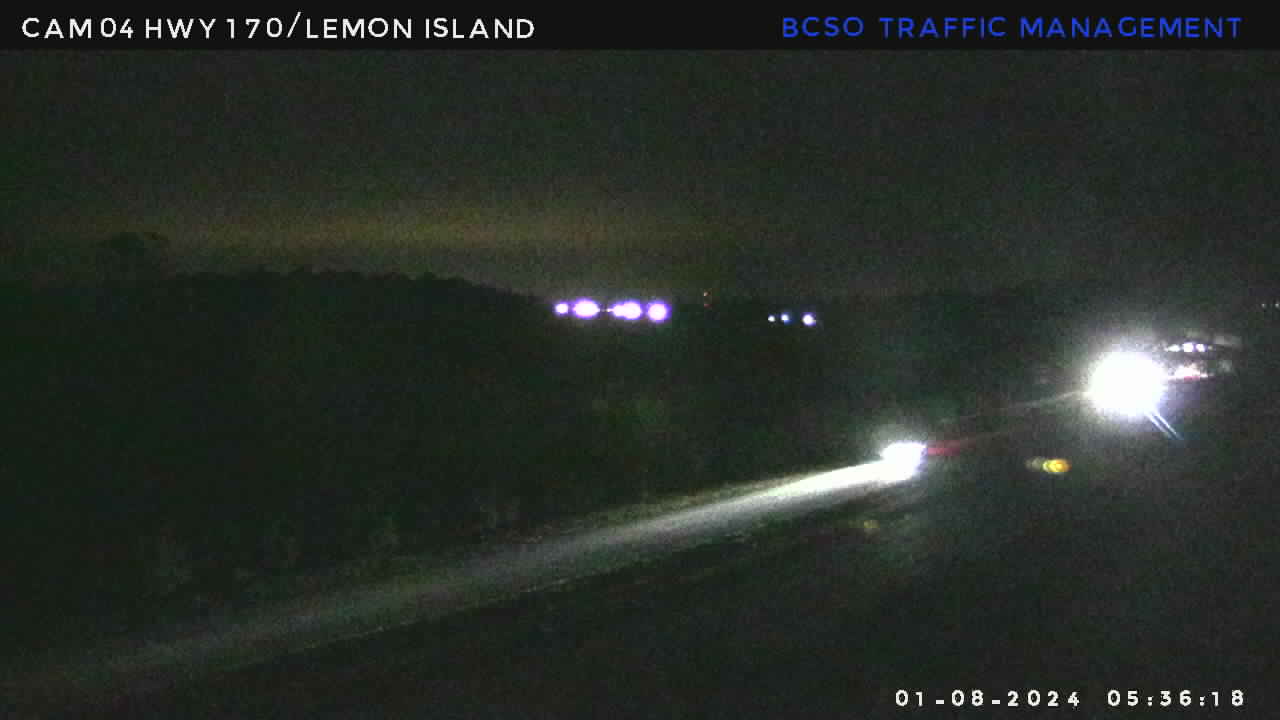 CAM04 HWY 170/LEMON ISLAND
BCSO TRAFFIC MANAGEMENT
01-08-2024 05:36:18